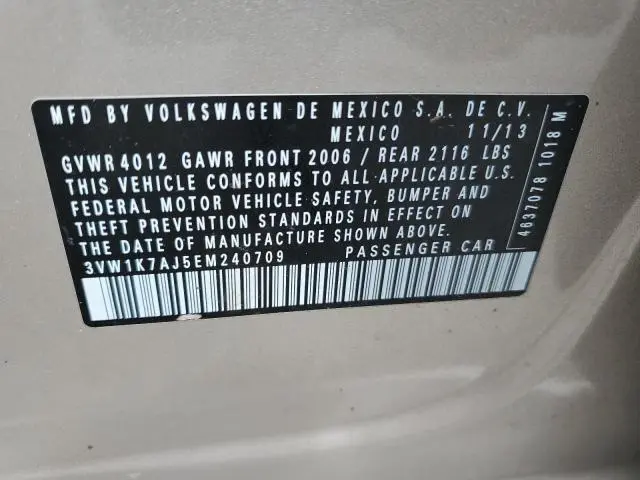 MFD BY VOLKSWAGEN DE MEXICO S.A. DE C.V.
MEXICO 11/13
GVWR 4012 GAWR FRONT 2006 / REAR 2116 LBS
THIS VEHICLE CONFORMS TO ALL APPLICABLE U.S.
FEDERAL MOTOR VEHICLE SAFETY, BUMPER AND
THEFT PREVENTION STANDARDS IN EFFECT ON
THE DATE OF MANUFACTURE SHOWN ABOVE.
3VW1K7AJ5EM240709 PASSENGER CAR
4637078 1018 M